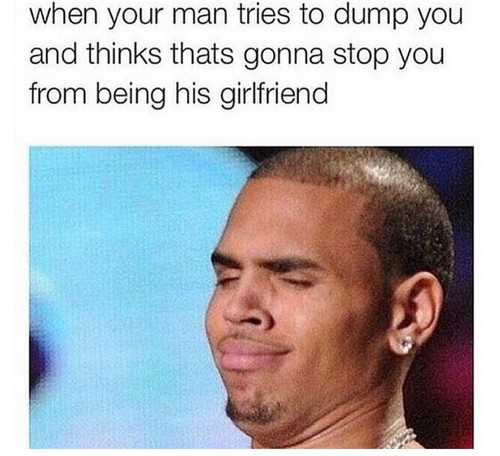 when your man tries to dump you
and thinks thats gonna stop you
from being his girlfriend